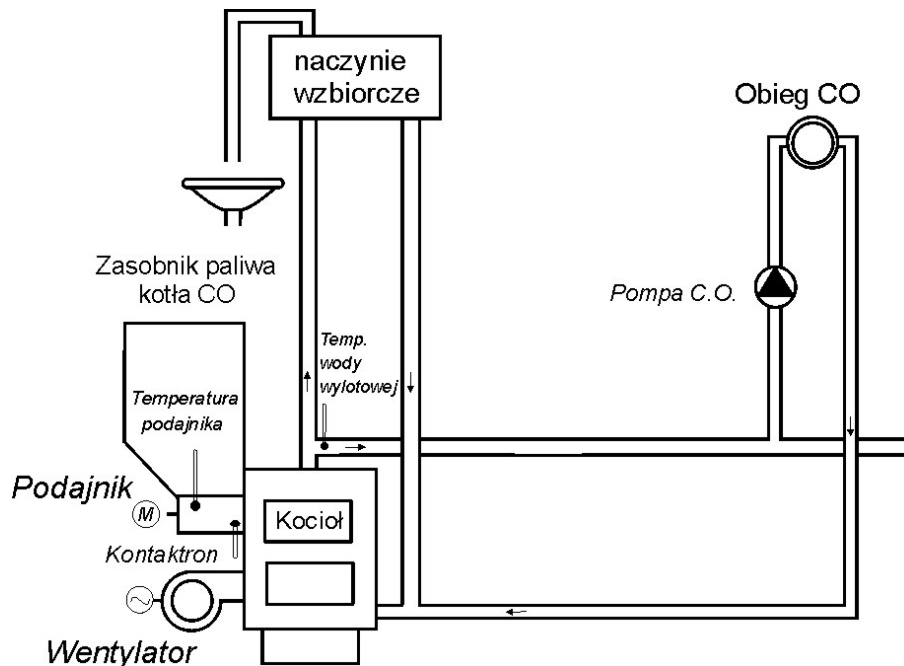 naczynie
wzbiorcze
Obieg CO
Zasobnik paliwa
kotła CO
Pompa C.O.
Temp.
wody
wylotowej
Temperatura
podajnika
Podajnik
M
Kocioł
Kontaktron
Wentylator